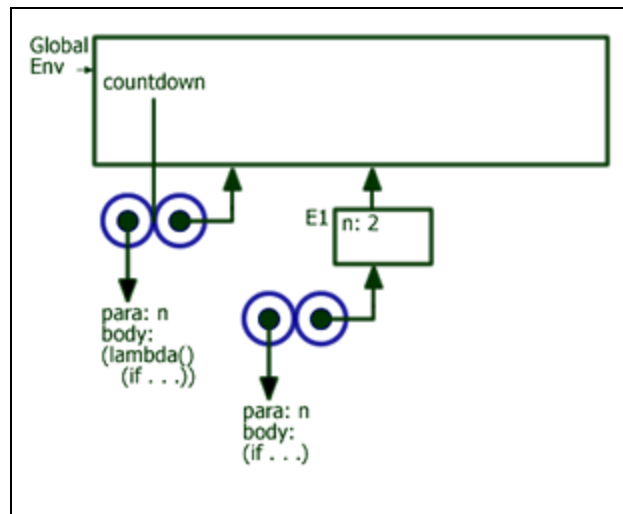 Global
Env
countdown
E1 n: 2
para: n
body:
(lambda()
(if . . .))
para: n
body:
(if . . .)